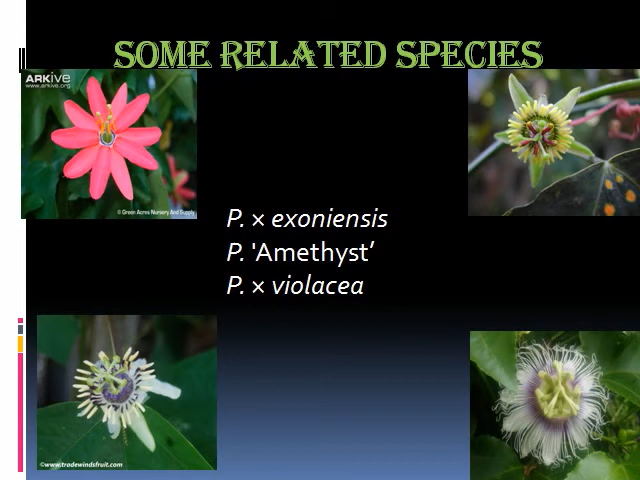 SOME RELATED SPECIES
ARKive
www.arkive.org
© Green Acres Nursery And Supply
P. × exoniensis
P. 'Amethyst’
P. × violacea
©www.tradewindsfruit.com